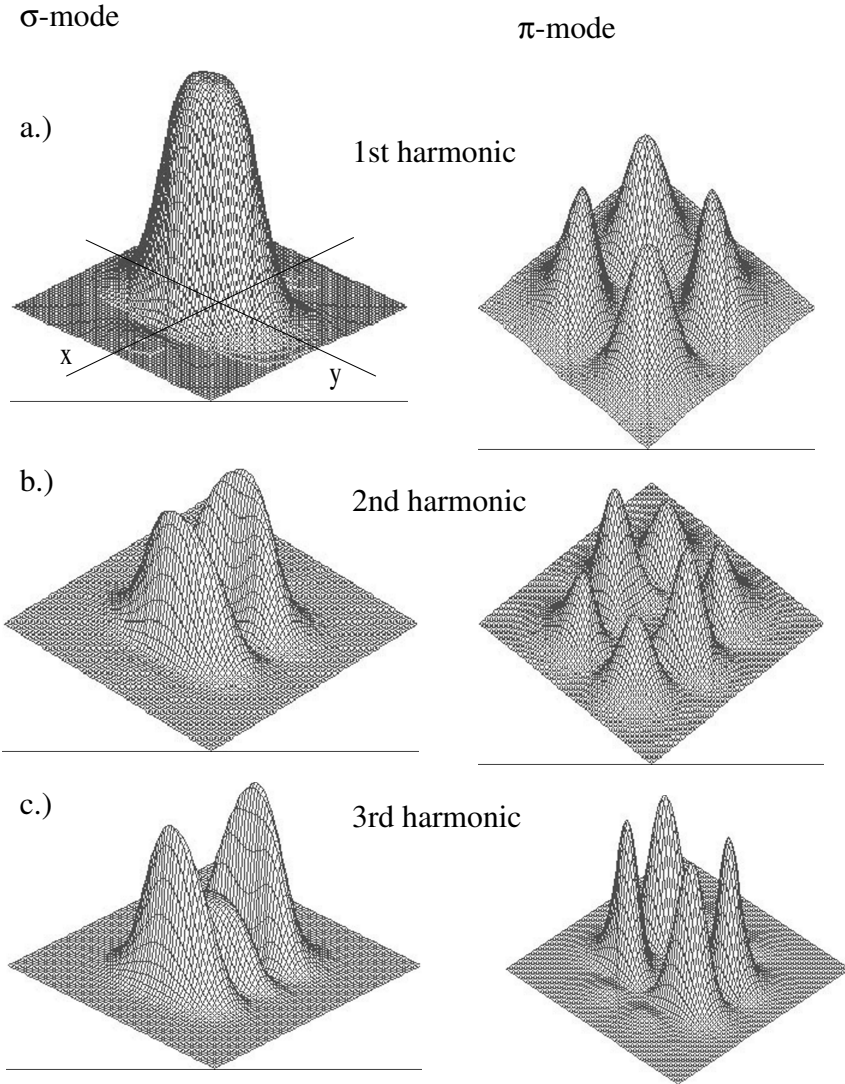 σ-mode
π-mode
a.)
1st harmonic
x
y
b.)
2nd harmonic
c.)
3rd harmonic